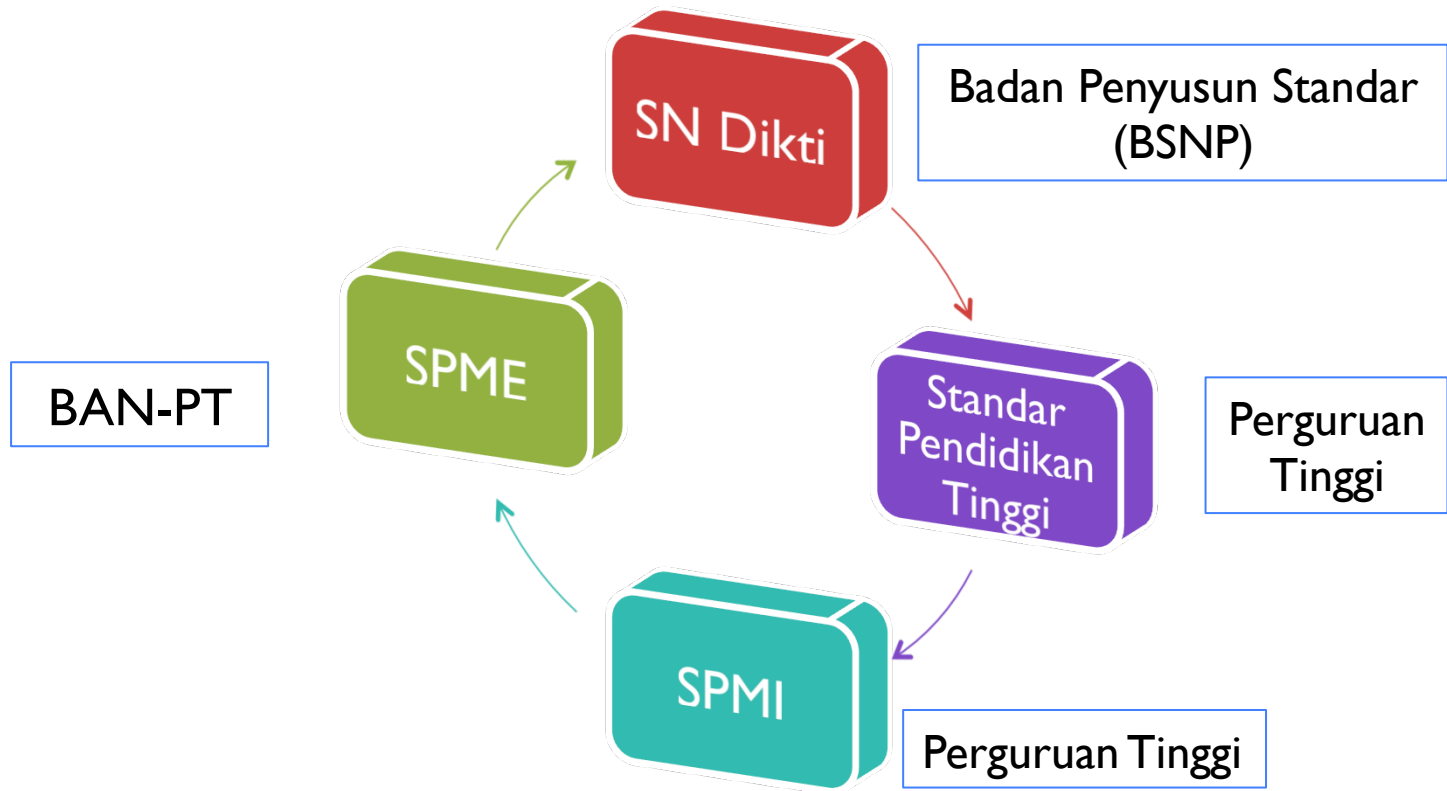 SN Dikti
Badan Penyusun Standar
(BSNP)
SPME
BAN-PT
Standar
Pendidikan
Tinggi
Perguruan
Tinggi
SPMI
Perguruan Tinggi